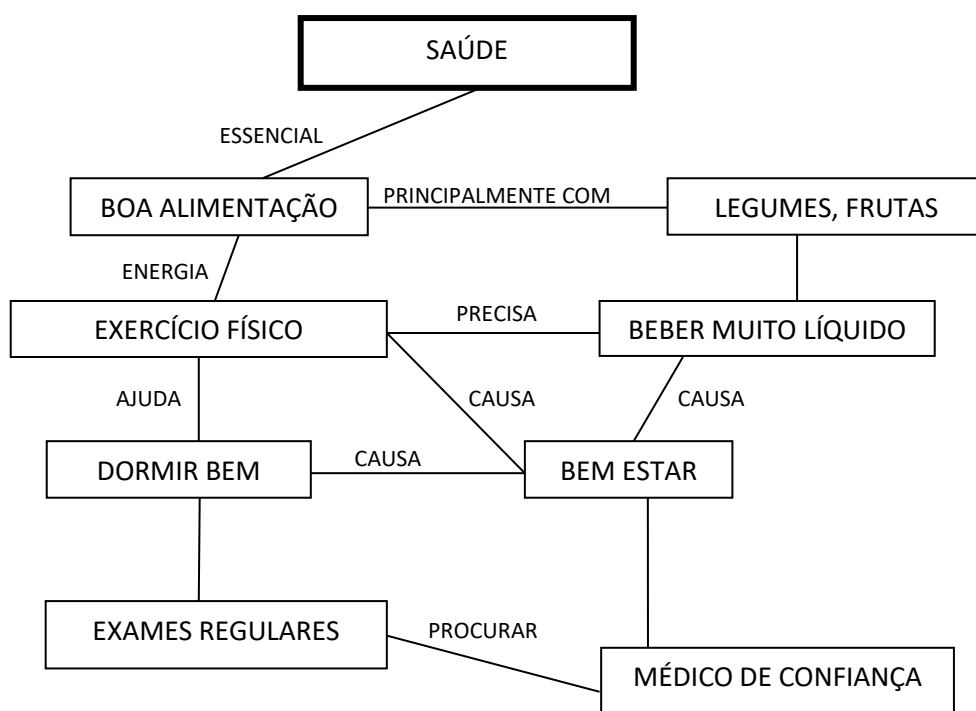 SAÚDE
ESSENCIAL
BOA ALIMENTAÇÃO
PRINCIPALMENTE COM
LEGUMES, FRUTAS
ENERGIA
EXERCÍCIO FÍSICO
PRECISA
BEBER MUITO LÍQUIDO
AJUDA
CAUSA
CAUSA
DORMIR BEM
CAUSA
BEM ESTAR
EXAMES REGULARES
PROCURAR
MÉDICO DE CONFIANÇA